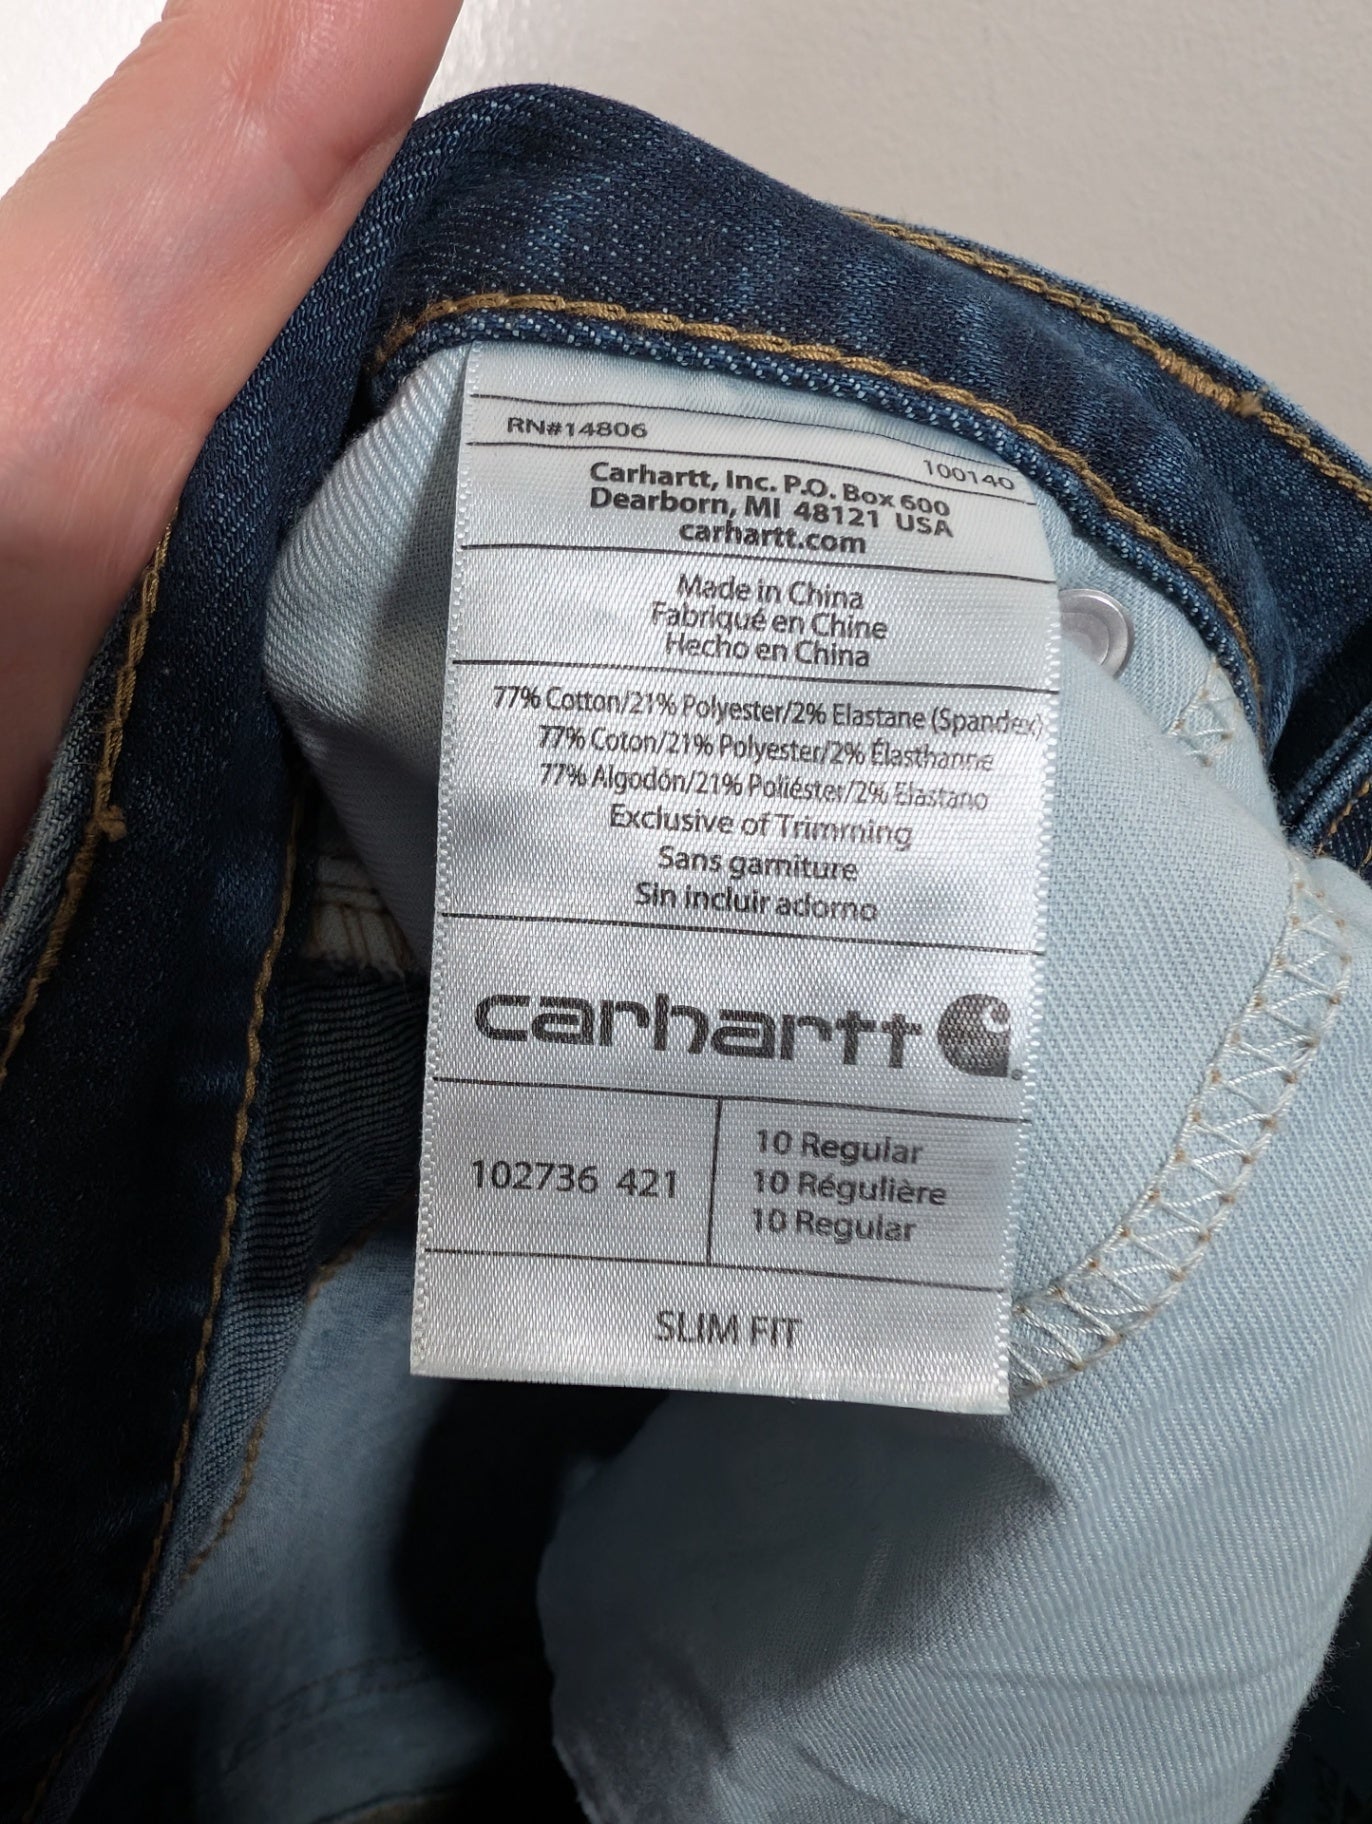 RN#14806
100140
Carhartt, Inc. P.O. Box 600
Dearborn, MI 48121 USA
carhartt.com
Made in China
Fabriqué en Chine
Hecho en China
77% Cotton/21% Polyester/2% Elastane (Spandex)
77% Coton/21% Polyester/2% Élasthanne
77% Algodón/21% Poliéster/2% Elastano
Exclusive of Trimming
Sans garniture
Sin incluir adorno
carhartt
102736 421
10 Regular
10 Régulière
10 Regular
SLIM FIT